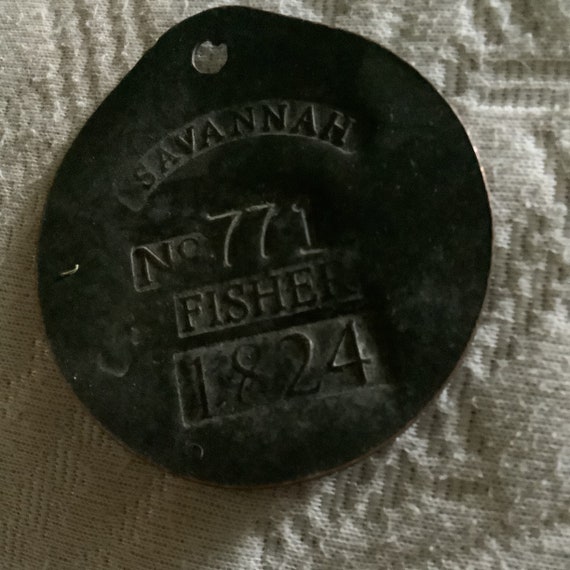 SAVANNAH
No. 771
FISHER
1824